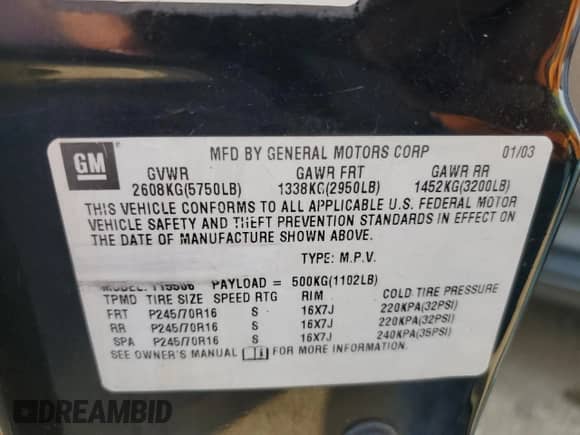 GM
MFD BY GENERAL MOTORS CORP 01/03
GVWR GAWR FRT GAWR RR
2608KG(5750LB) 1338KG(2950LB) 1452KG(3200LB)
THIS VEHICLE CONFORMS TO ALL APPLICABLE U.S. FEDERAL MOTOR
VEHICLE SAFETY AND THEFT PREVENTION STANDARDS IN EFFECT ON
THE DATE OF MANUFACTURE SHOWN ABOVE.
TYPE: M.P.V.
MODEL: T15506 PAYLOAD = 500KG(1102LB)
TPMD TIRE SIZE SPEED RTG RIM COLD TIRE PRESSURE
FRT P245/70R16 S 16X7J 220KPA(32PSI)
RR P245/70R16 S 16X7J 220KPA(32PSI)
SPA P245/70R16 S 16X7J 240KPA(35PSI)
SEE OWNER'S MANUAL FOR MORE INFORMATION.
DREAMBID